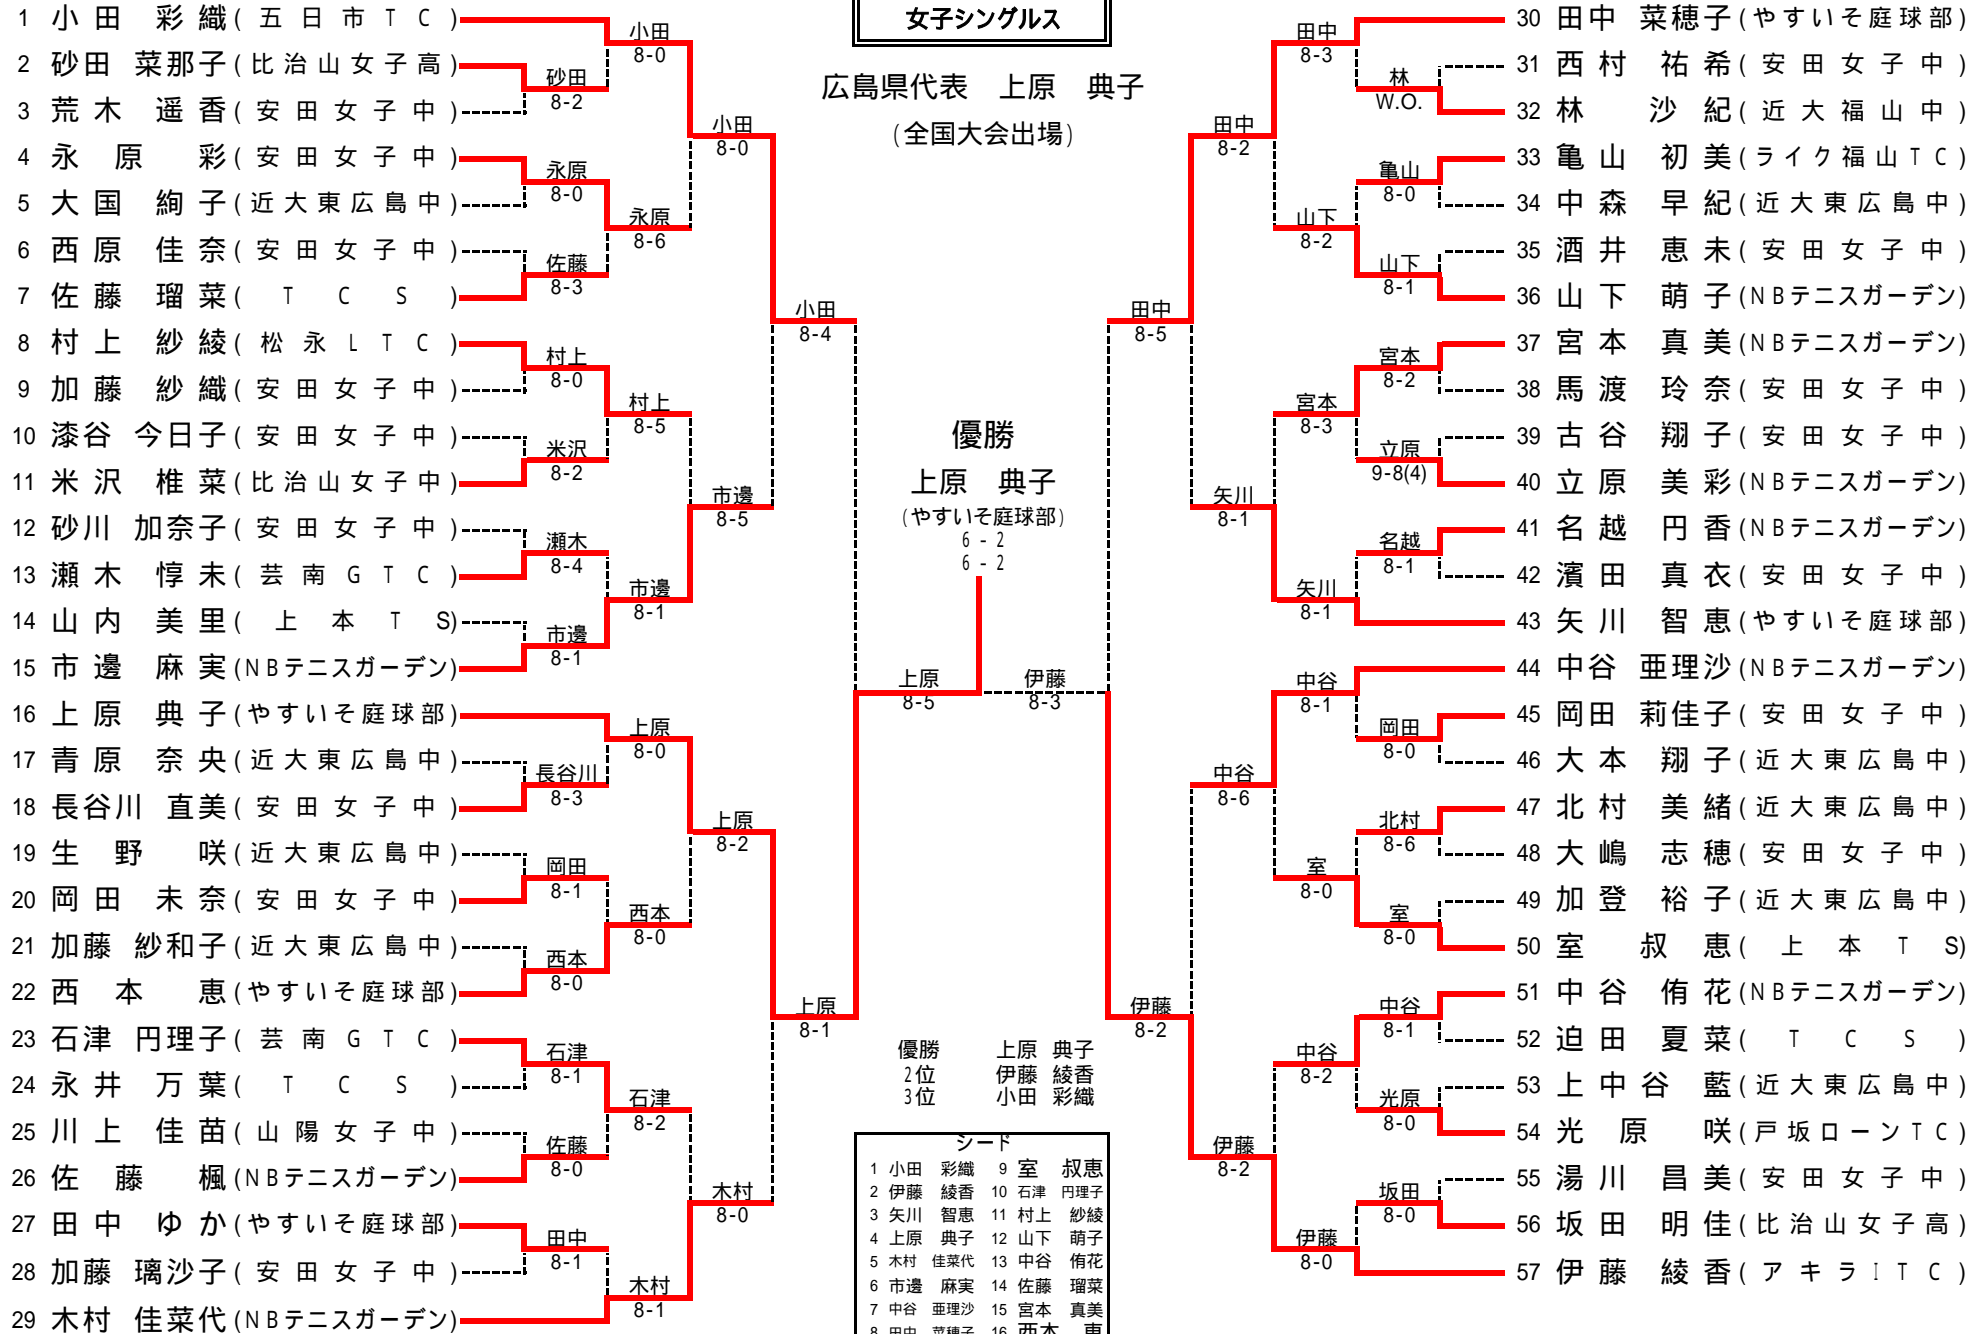 女子シングルス
広島県代表 上原 典子
(全国大会出場)
1 小田 彩織(五日市TC)
2 砂田 菜那子(比治山女子高)
3 荒木 遥香(安田女子中)
4 永原 彩(安田女子中)
5 大国 絢子(近大東広島中)
6 西原 佳奈(安田女子中)
7 佐藤 瑠菜(TCS)
8 村上 紗綾(松永LTC)
9 加藤 紗織(安田女子中)
10 漆谷 今日子(安田女子中)
11 米沢 椎菜(比治山女子中)
12 砂川 加奈子(安田女子中)
13 瀬木 惇未(芸南GTC)
14 山内 美里(上本TS)
15 市邊 麻実(NBテニスガーデン)
16 上原 典子(やすいそ庭球部)
17 青原 奈央(近大東広島中)
18 長谷川 直美(安田女子中)
19 生野 咲(近大東広島中)
20 岡田 未奈(安田女子中)
21 加藤 紗和子(近大東広島中)
22 西本 恵(やすいそ庭球部)
23 石津 円理子(芸南GTC)
24 永井 万葉(TCS)
25 川上 佳苗(山陽女子中)
26 佐藤 楓(NBテニスガーデン)
27 田中 ゆか(やすいそ庭球部)
28 加藤 璃沙子(安田女子中)
29 木村 佳菜代(NBテニスガーデン)
砂田
8-2
永原
8-0
佐藤
8-3
村上
8-0
米沢
8-2
瀬木
8-4
市邊
8-1
長谷川
8-3
岡田
8-1
西本
8-0
石津
8-1
佐藤
8-0
田中
8-1
小田
8-0
永原
8-6
村上
8-5
市邊
8-1
上原
8-0
西本
8-0
石津
8-2
木村
8-1
小田
8-0
市邊
8-5
上原
8-2
木村
8-0
小田
8-4
上原
8-1
上原
8-5
優勝
上原 典子
(やすいそ庭球部)
6 - 2
6 - 2
伊藤
8-3
田中
8-5
伊藤
8-2
田中
8-2
矢川
8-1
中谷
8-6
伊藤
8-2
田中
8-3
山下
8-2
宮本
8-3
矢川
8-1
中谷
8-1
室
8-0
中谷
8-2
伊藤
8-0
林
W.O.
亀山
8-0
山下
8-1
宮本
8-2
立原
9-8(4)
名越
8-1
岡田
8-0
北村
8-6
室
8-0
中谷
8-1
光原
8-0
坂田
8-0
30 田中 菜穂子(やすいそ庭球部)
31 西村 祐希(安田女子中)
32 林 沙紀(近大福山中)
33 亀山 初美(ライク福山TC)
34 中森 早紀(近大東広島中)
35 酒井 恵未(安田女子中)
36 山下 萌子(NBテニスガーデン)
37 宮本 真美(NBテニスガーデン)
38 馬渡 玲奈(安田女子中)
39 古谷 翔子(安田女子中)
40 立原 美彩(NBテニスガーデン)
41 名越 円香(NBテニスガーデン)
42 濱田 真衣(安田女子中)
43 矢川 智恵(やすいそ庭球部)
44 中谷 亜理沙(NBテニスガーデン)
45 岡田 莉佳子(安田女子中)
46 大本 翔子(近大東広島中)
47 北村 美緒(近大東広島中)
48 大嶋 志穂(安田女子中)
49 加登 裕子(近大東広島中)
50 室 叔恵(上本TS)
51 中谷 侑花(NBテニスガーデン)
52 迫田 夏菜(TCS)
53 上中谷 藍(近大東広島中)
54 光原 咲(戸坂ローンTC)
55 湯川 昌美(安田女子中)
56 坂田 明佳(比治山女子高)
57 伊藤 綾香(アキラITC)
優勝 上原 典子
2位 伊藤 綾香
3位 小田 彩織
シード
1 小田 彩織 9 室 叔恵
2 伊藤 綾香 10 石津 円理子
3 矢川 智恵 11 村上 紗綾
4 上原 典子 12 山下 萌子
5 木村 佳菜代 13 中谷 侑花
6 市邊 麻実 14 佐藤 瑠菜
7 中谷 亜理沙 15 宮本 真美
8 田中 菜穂子 16 西本 恵